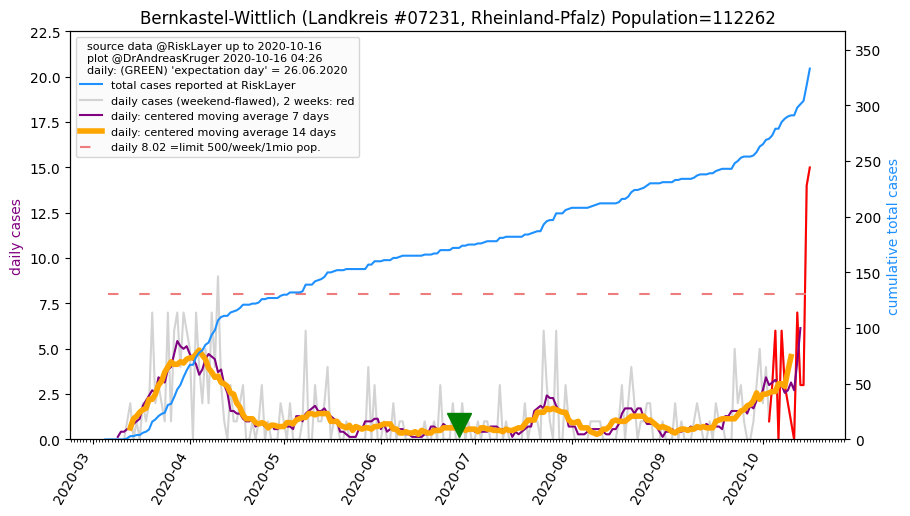 Bernkastel-Wittlich (Landkreis #07231, Rheinland-Pfalz) Population=112262
source data @RiskLayer up to 2020-10-16
plot @DrAndreasKruger 2020-10-16 04:26
daily: (GREEN) 'expectation day' = 26.06.2020
total cases reported at RiskLayer
daily cases (weekend-flawed), 2 weeks: red
daily: centered moving average 7 days
daily: centered moving average 14 days
daily 8.02 =limit 500/week/1mio pop.
daily cases
22.5
20.0
17.5
15.0
12.5
10.0
7.5
5.0
2.5
0.0
350
300
250
200
150
100
50
0
cumulative total cases
2020-03
2020-04
2020-05
2020-06
2020-07
2020-08
2020-09
2020-10